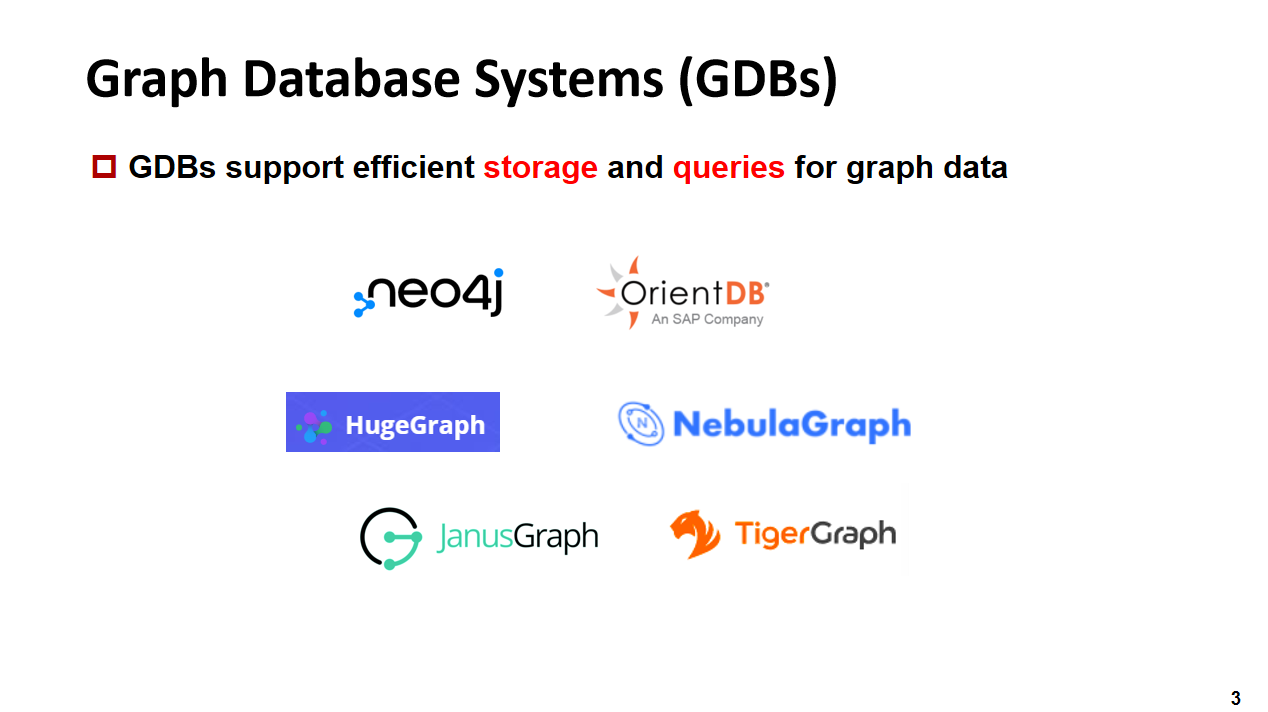 Graph Database Systems (GDBs)
GDBs support efficient storage and queries for graph data
neo4j
OrientDB®
An SAP Company
HugeGraph
N NebulaGraph
JanusGraph
TigerGraph
3